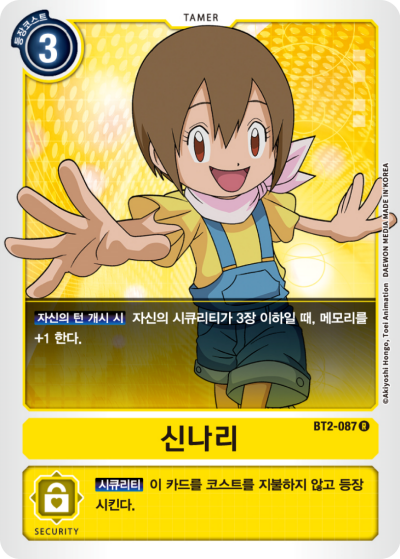 TAMER
등장코스트
3
자신의 턴 개시 시 자신의 시큐리티가 3장 이하일 때, 메모리를
+1 한다.
©Akiyoshi Hongo, Toei Animation DAEWON MEDIA MADE IN KOREA
신나리
BT2-087 R
시큐리티 이 카드를 코스트를 지불하지 않고 등장
시킨다.
SECURITY